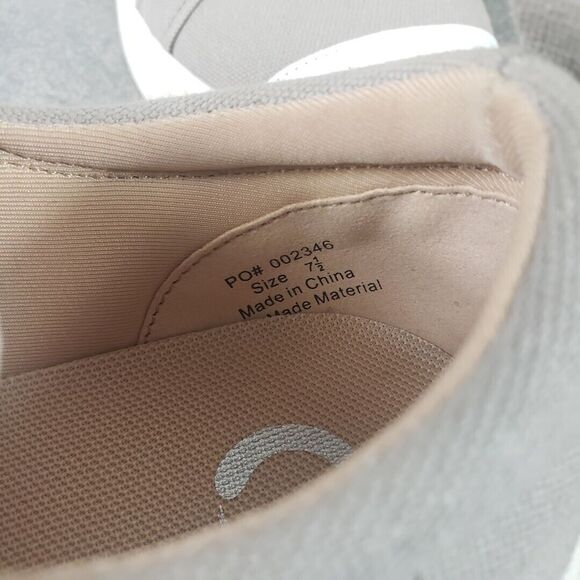 PO# 002346
Size 7½
Made in China
Made Material